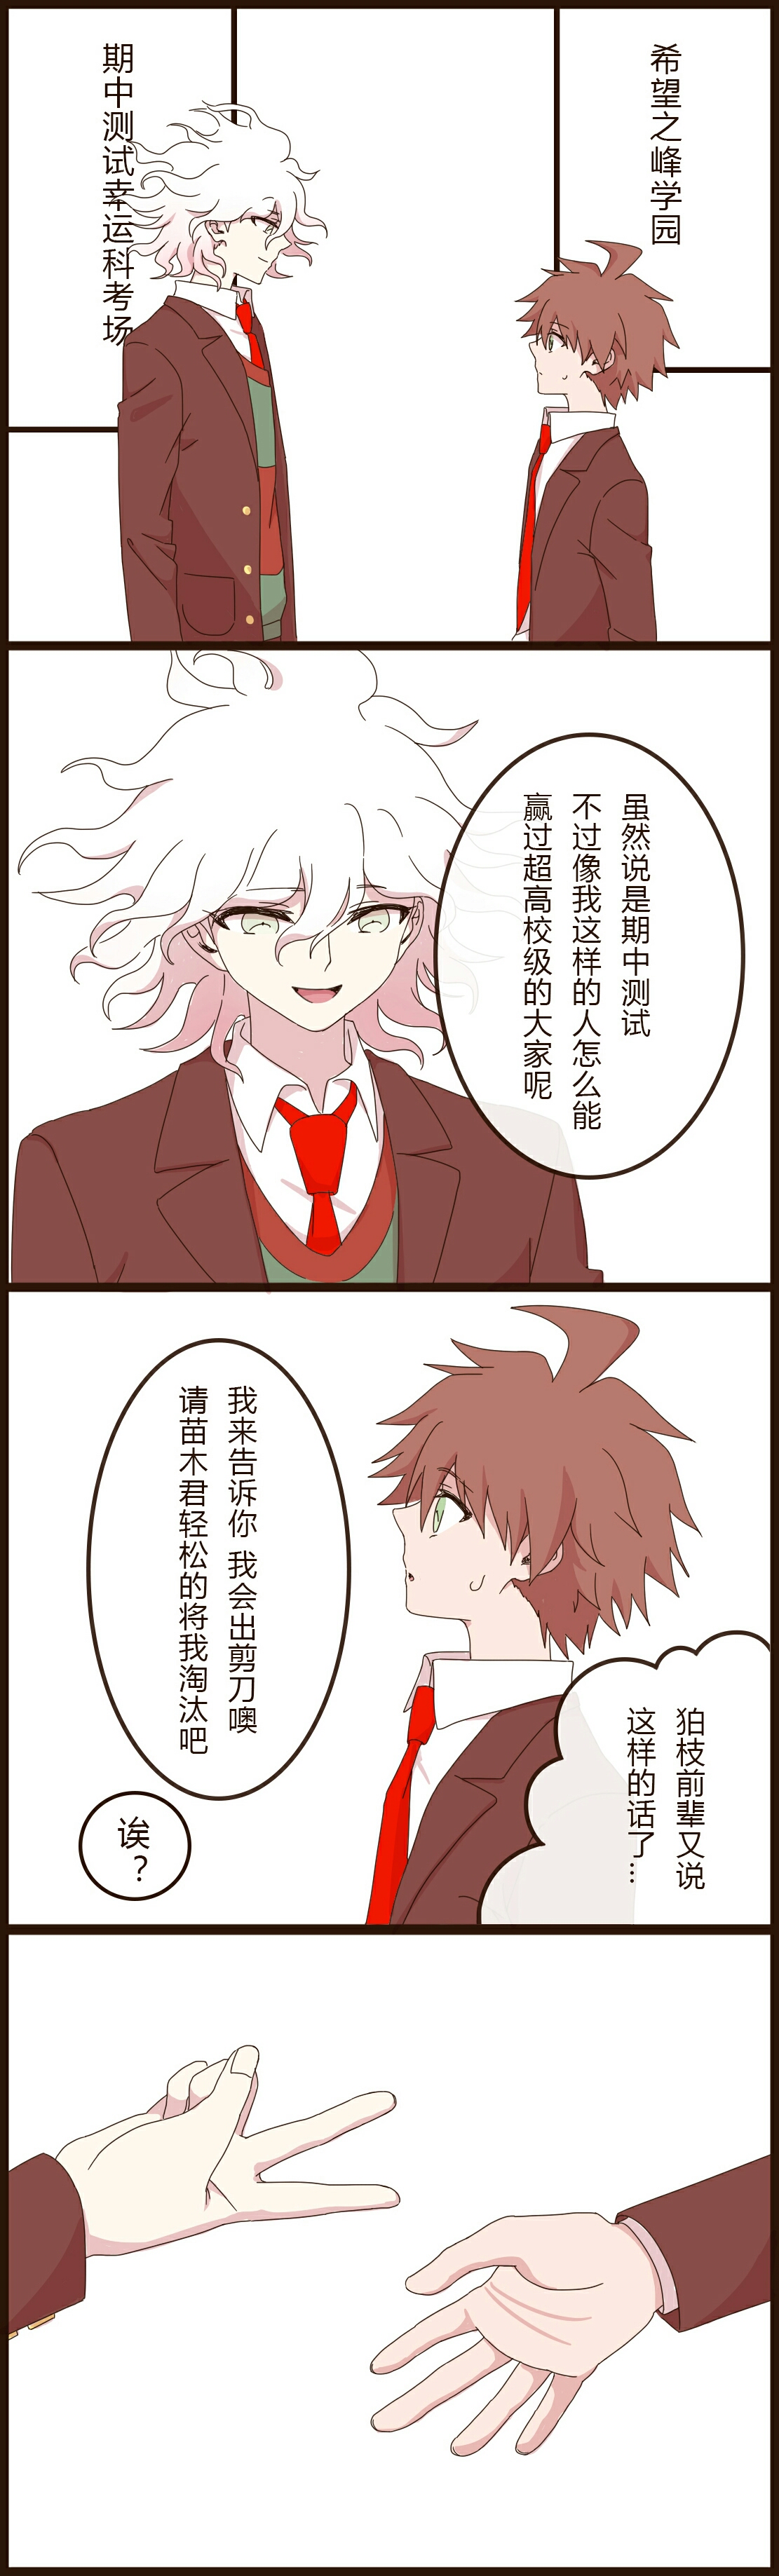 希望之峰学园
期中测试幸运科考场
虽然说是期中测试
不过像我这样的人怎么能
赢过超高校级的大家呢
我来告诉你 我会出剪刀噢
请苗木君轻松的将我淘汰吧
诶？
狛枝前辈又说
这样的话了…